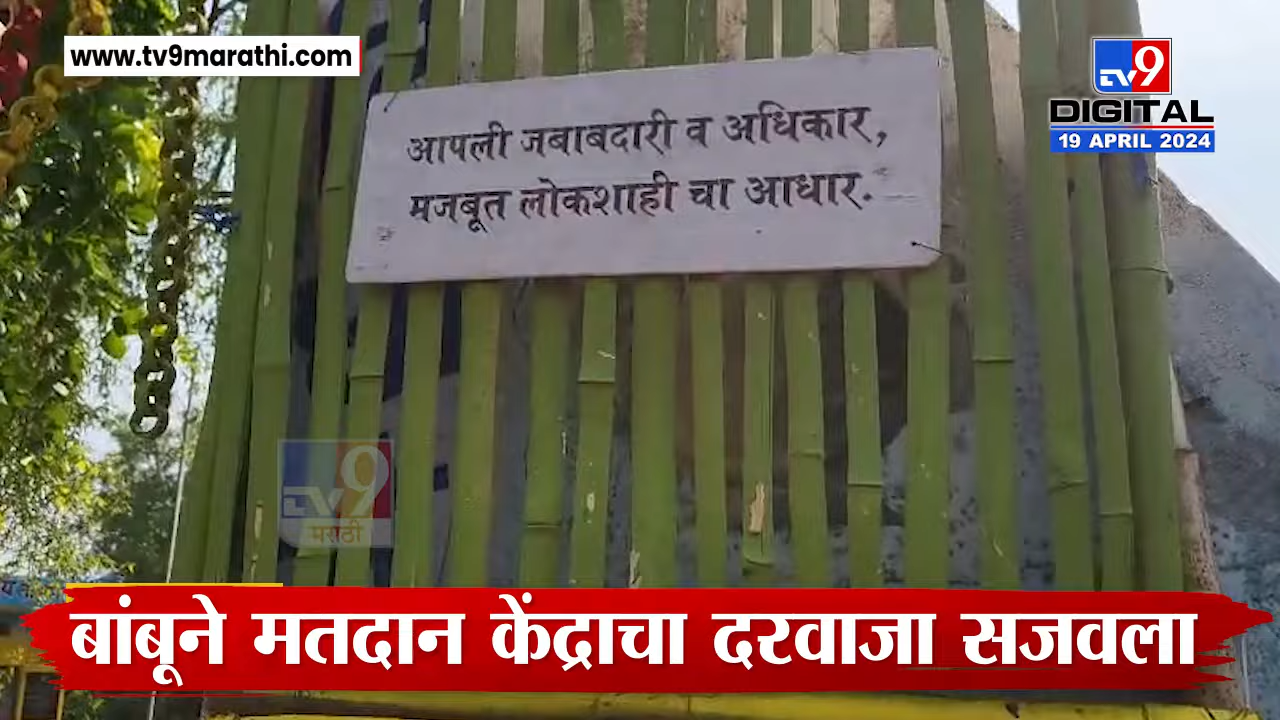 www.tv9marathi.com
TV9
DIGITAL
19 APRIL 2024
आपली जबाबदारी व अधिकार,
मजबूत लोकशाही चा आधार.
TV9
मराठी
बांबूने मतदान केंद्राचा दरवाजा सजवला